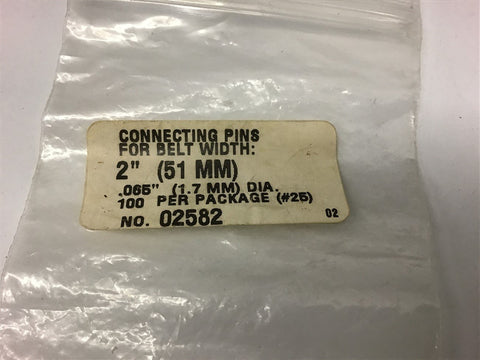 CONNECTING PINS
FOR BELT WIDTH:
2" (51 MM)
.065" (1.7 MM) DIA.
100 PER PACKAGE (#25)
NO. 02582 02